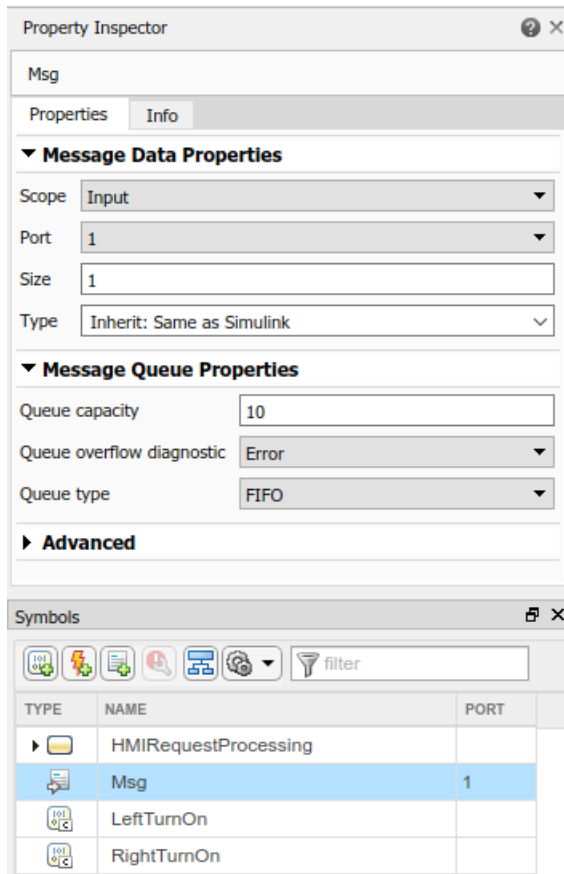 Property Inspector
Msg
Properties Info
Message Data Properties
Scope Input
Port 1
Size 1
Type Inherit: Same as Simulink
Message Queue Properties
Queue capacity 10
Queue overflow diagnostic Error
Queue type FIFO
Advanced
Symbols
filter
TYPE NAME PORT
HMIRequestProcessing
Msg 1
LeftTurnOn
RightTurnOn